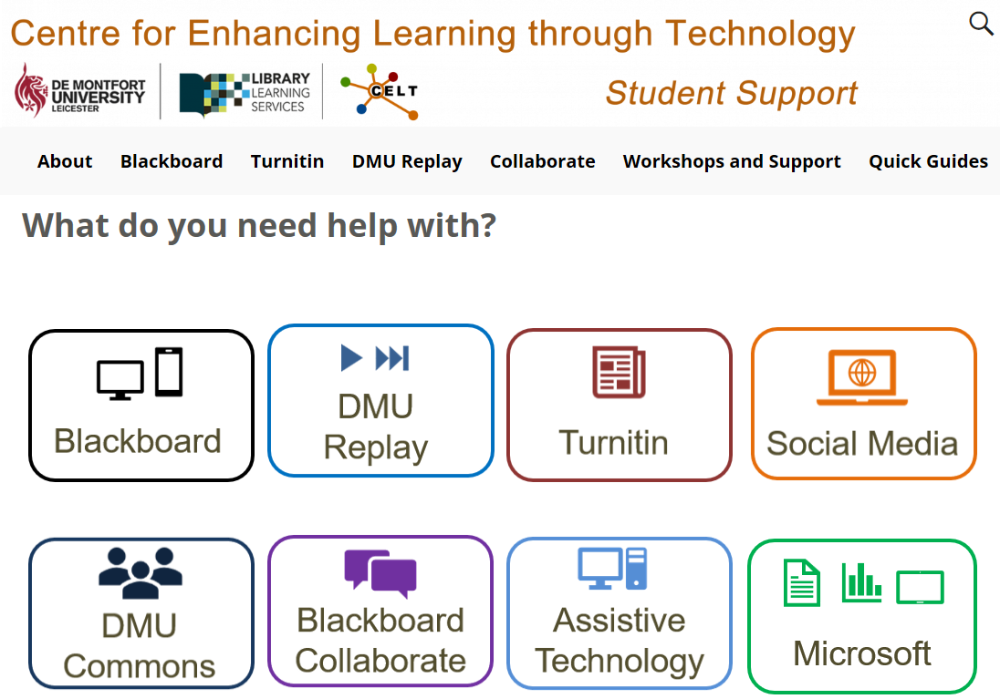 Centre for Enhancing Learning through Technology
DE MONTFORT
UNIVERSITY
LEICESTER
LIBRARY
LEARNING
SERVICES
CELT
Student Support
About Blackboard Turnitin DMU Replay Collaborate Workshops and Support Quick Guides
What do you need help with?
Blackboard
DMU
Replay
Turnitin
Social Media
DMU
Commons
Blackboard
Collaborate
Assistive
Technology
Microsoft